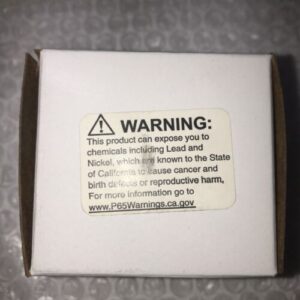 ⚠ WARNING:
This product can expose you to
chemicals including Lead and
Nickel, which are known to the State
of California to cause cancer and
birth defects or reproductive harm,
For more information go to
www.P65Warnings.ca.gov